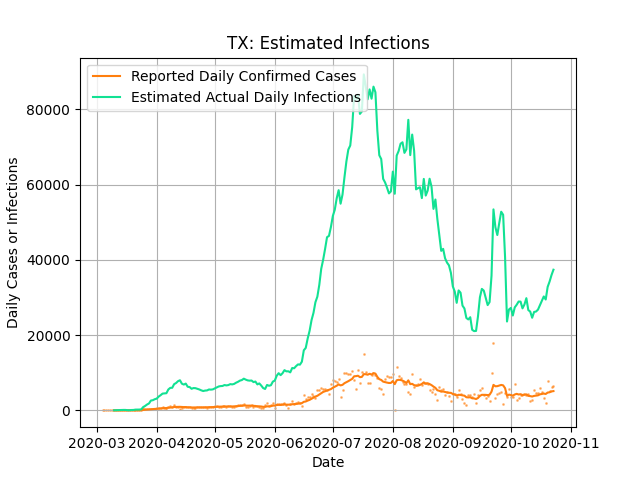 TX: Estimated Infections
Reported Daily Confirmed Cases
Estimated Actual Daily Infections
Daily Cases or Infections
80000
60000
40000
20000
0
2020-03 2020-04 2020-05 2020-06 2020-07 2020-08 2020-09 2020-10 2020-11
Date